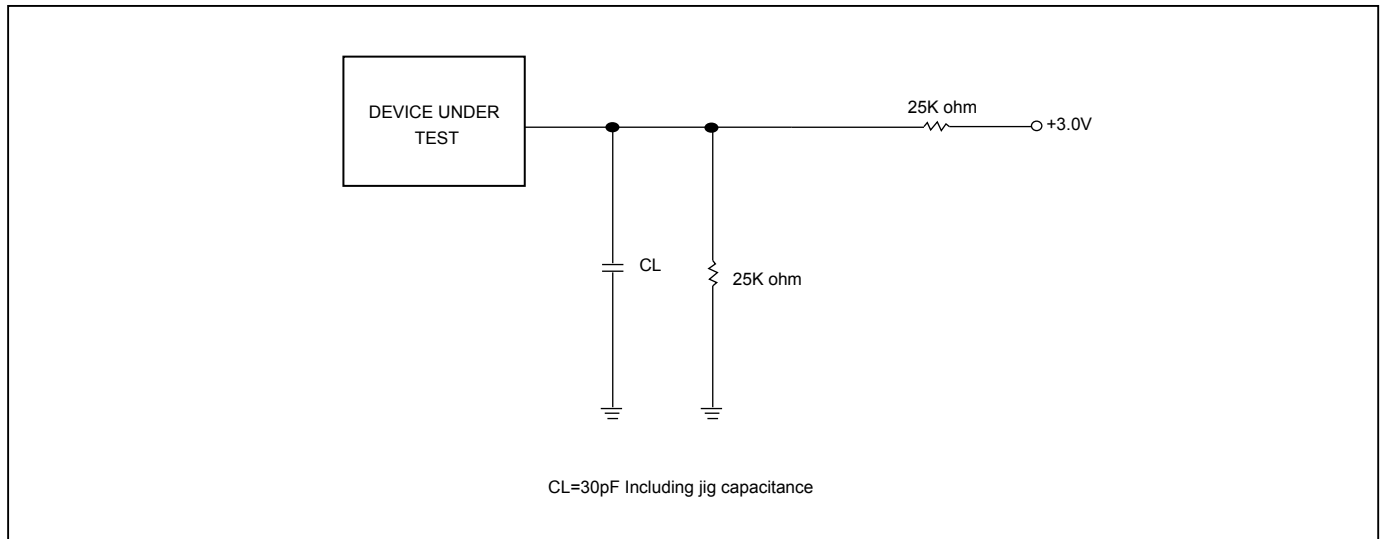 DEVICE UNDER
TEST
25K ohm
+3.0V
CL
25K ohm
CL=30pF Including jig capacitance